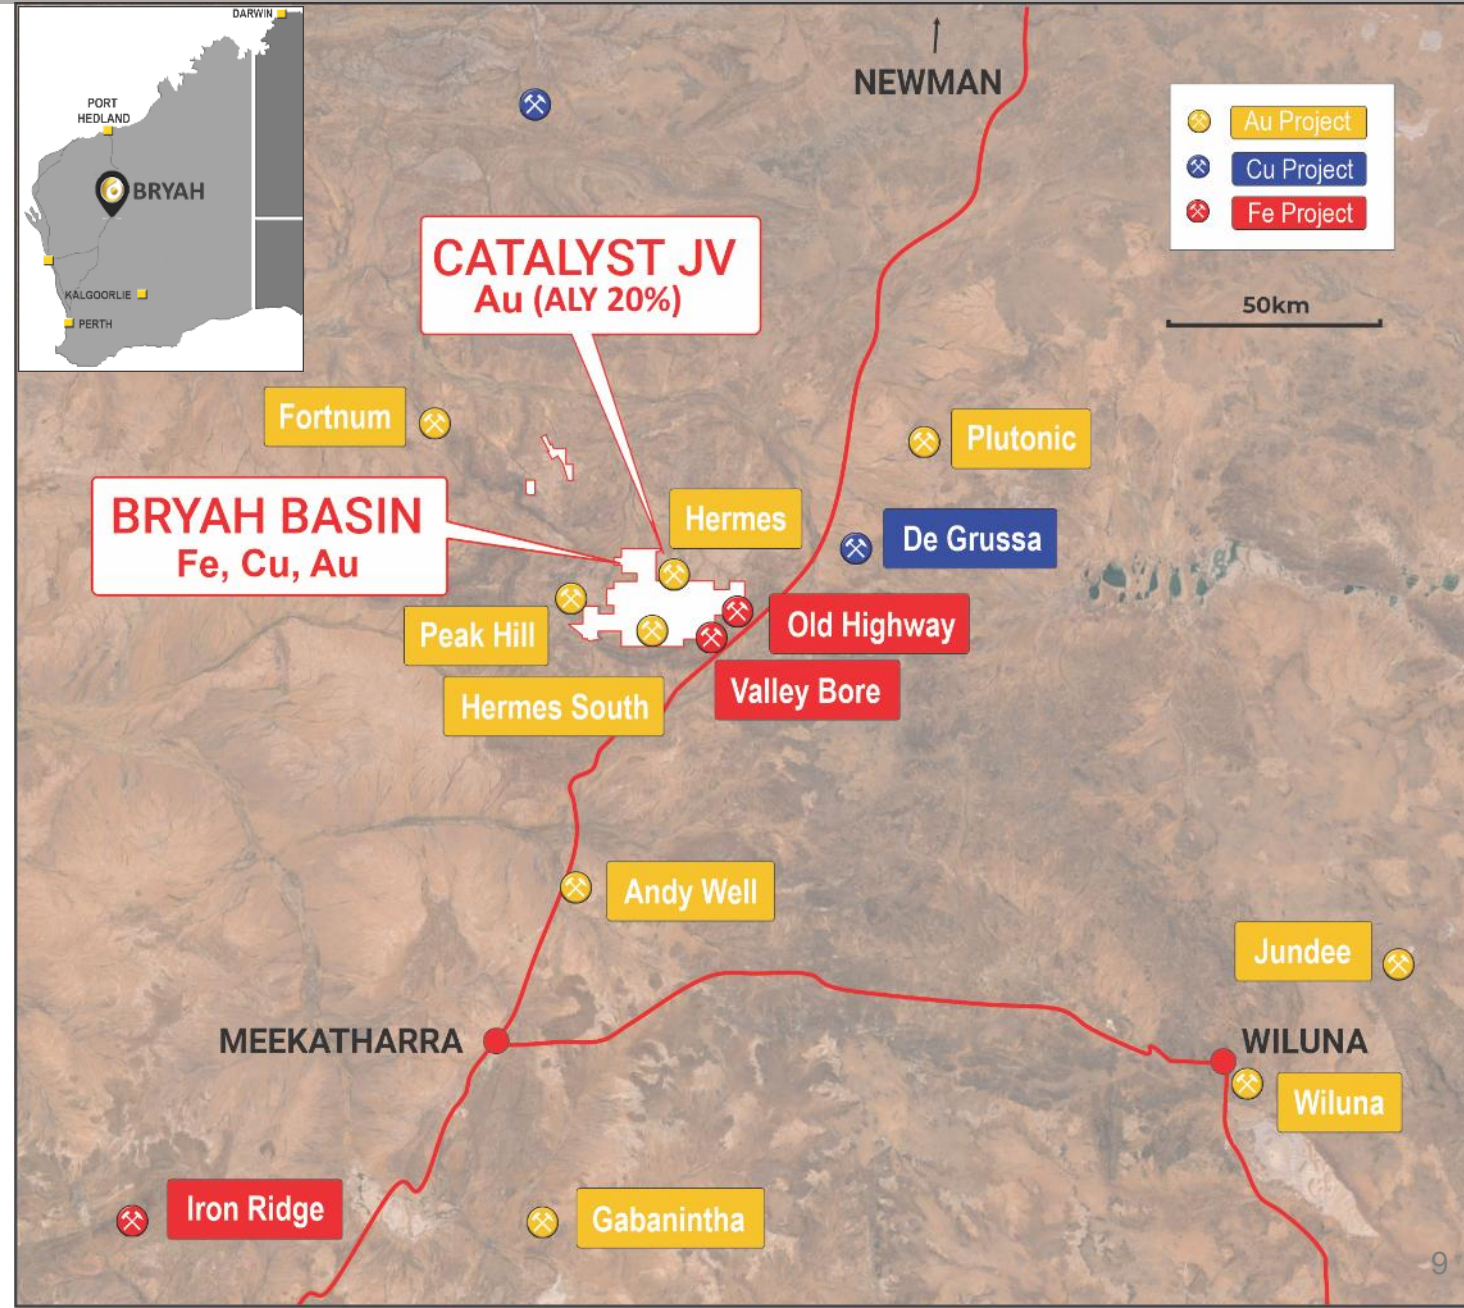 DARWIN
PORT
HEDLAND
BRYAH
KALGOORLIE
PERTH
NEWMAN
Au Project
Cu Project
Fe Project
50km
CATALYST JV
Au (ALY 20%)
Fortnum
Plutonic
BRYAH BASIN
Fe, Cu, Au
Hermes
De Grussa
Peak Hill
Old Highway
Hermes South
Valley Bore
Andy Well
Jundee
MEEKATHARRA
WILUNA
Wiluna
Iron Ridge
Gabanintha
9